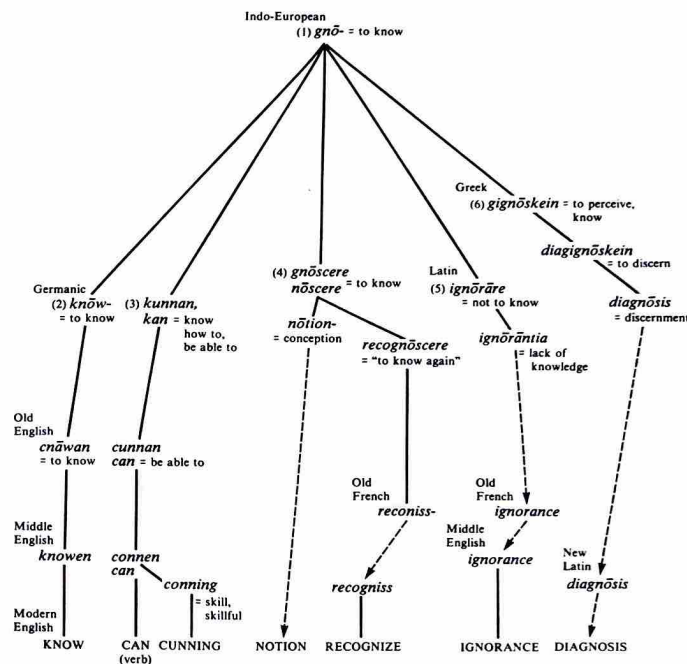 Indo-European
(1) gnō- = to know
Greek
(6) gignōskein = to perceive,
know
diagignōskein
= to discern
Germanic
(2) knōw-
= to know
(3) kunnan,
kan = know
how to,
be able to
(4) gnōscere
nōscere = to know
Latin
(5) ignōrāre
= not to know
diagnōsis
= discernment
nōtion-
= conception
recognōscere
= "to know again"
ignōrāntia
= lack of
knowledge
Old
English
cnāwan
= to know
cunnan
can = be able to
Old
French
reconiss-
Old
French
ignorance
Middle
English
knowen
connen
can
conning
= skill,
skillful
recogniss
Middle
English
ignorance
New
Latin
diagnōsis
Modern
English
KNOW
CAN
(verb)
CUNNING
NOTION
RECOGNIZE
IGNORANCE
DIAGNOSIS